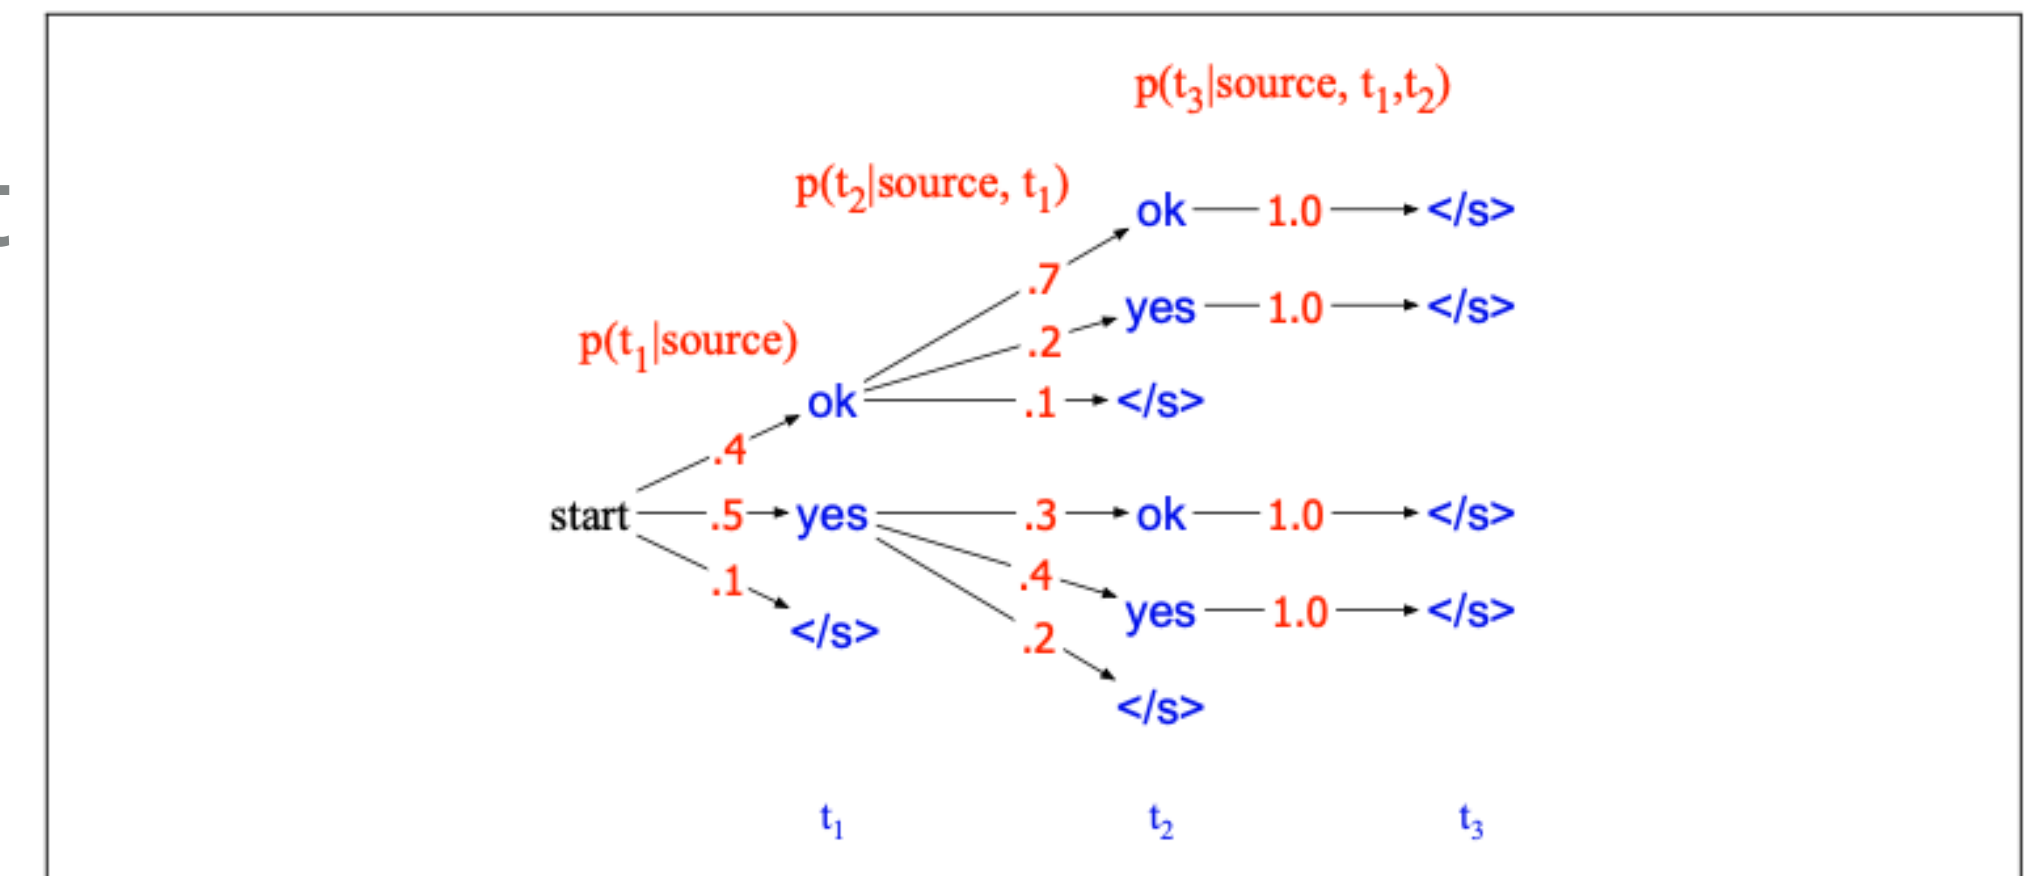 p(t₃|source, t₁,t₂)
p(t₂|source, t₁)
ok 1.0 </s>
.7
yes 1.0 </s>
p(t₁|source)
.2
ok .1 </s>
.4
start .5 yes .3 ok 1.0 </s>
.1
.4
yes 1.0 </s>
</s>
.2
</s>
t₁ t₂ t₃